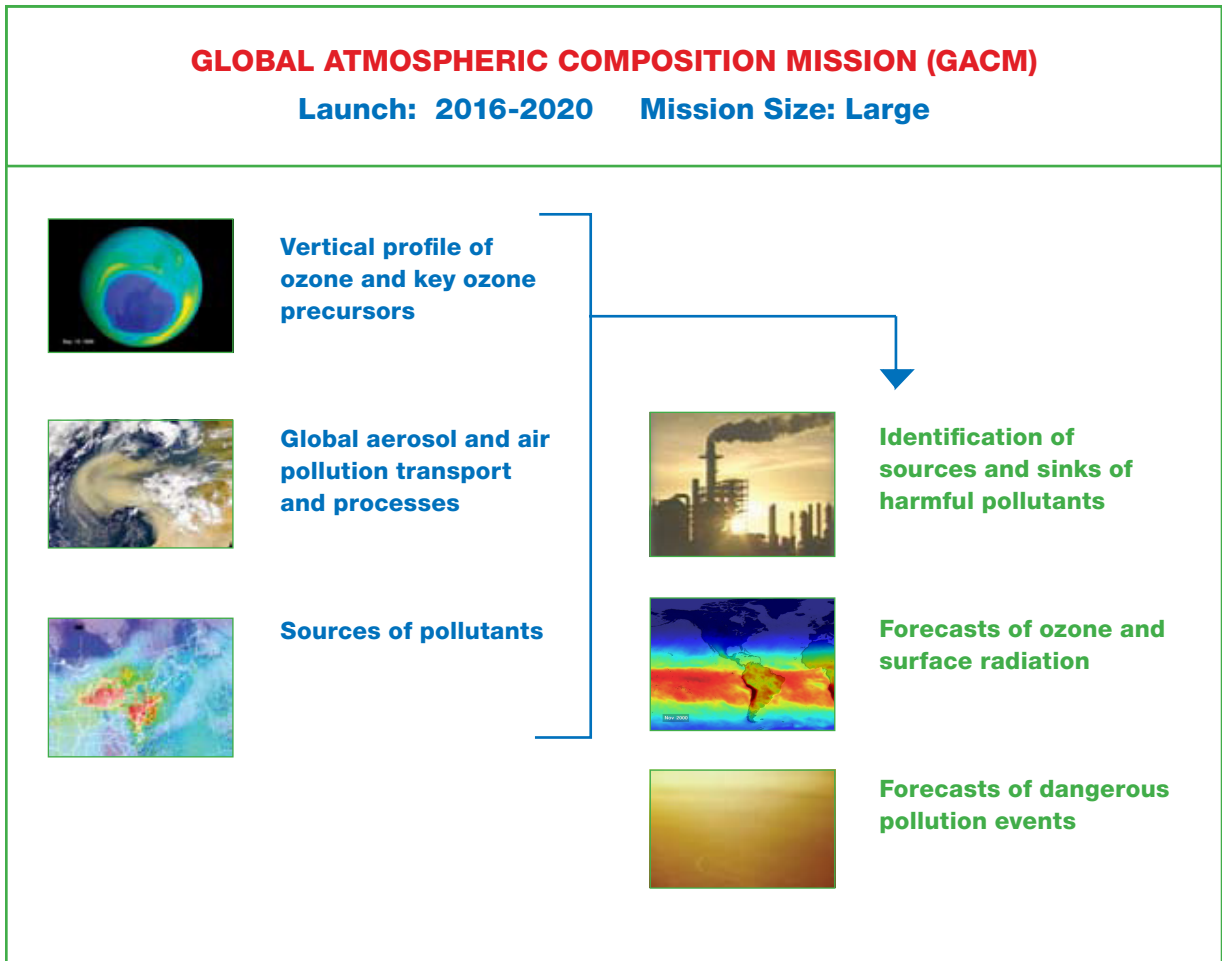 GLOBAL ATMOSPHERIC COMPOSITION MISSION (GACM)
Launch: 2016-2020 Mission Size: Large
Vertical profile of
ozone and key ozone
precursors
Global aerosol and air
pollution transport
and processes
Sources of pollutants
Identification of
sources and sinks of
harmful pollutants
Nov 2000
Forecasts of ozone and
surface radiation
Forecasts of dangerous
pollution events